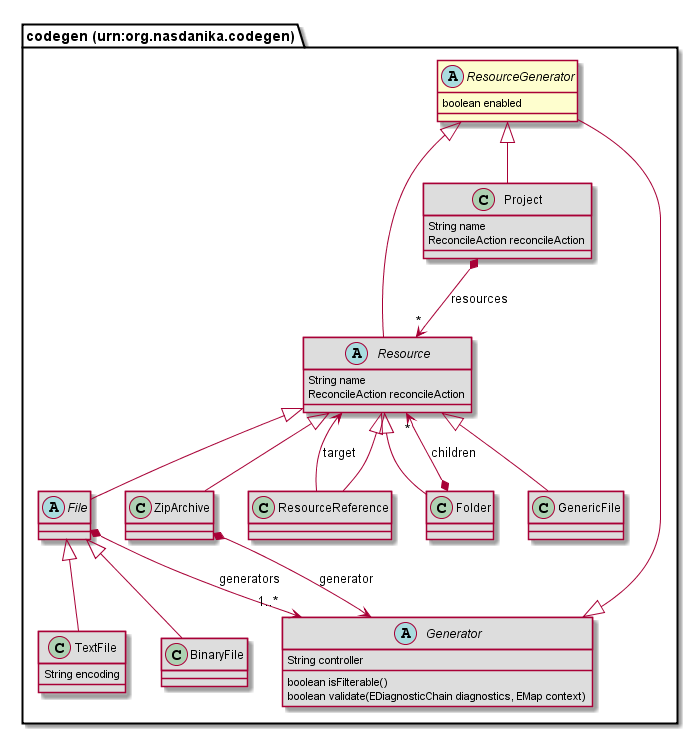 codegen (urn:org.nasdanika.codegen)
A ResourceGenerator
boolean enabled
C Project
String name
ReconcileAction reconcileAction
resources
*
A Resource
String name
ReconcileAction reconcileAction
target
*
children
A File
C ZipArchive
C ResourceReference
C Folder
C GenericFile
generators
generator
1..*
C TextFile
String encoding
C BinaryFile
A Generator
String controller
boolean isFilterable()
boolean validate(EDiagnosticChain diagnostics, EMap context)